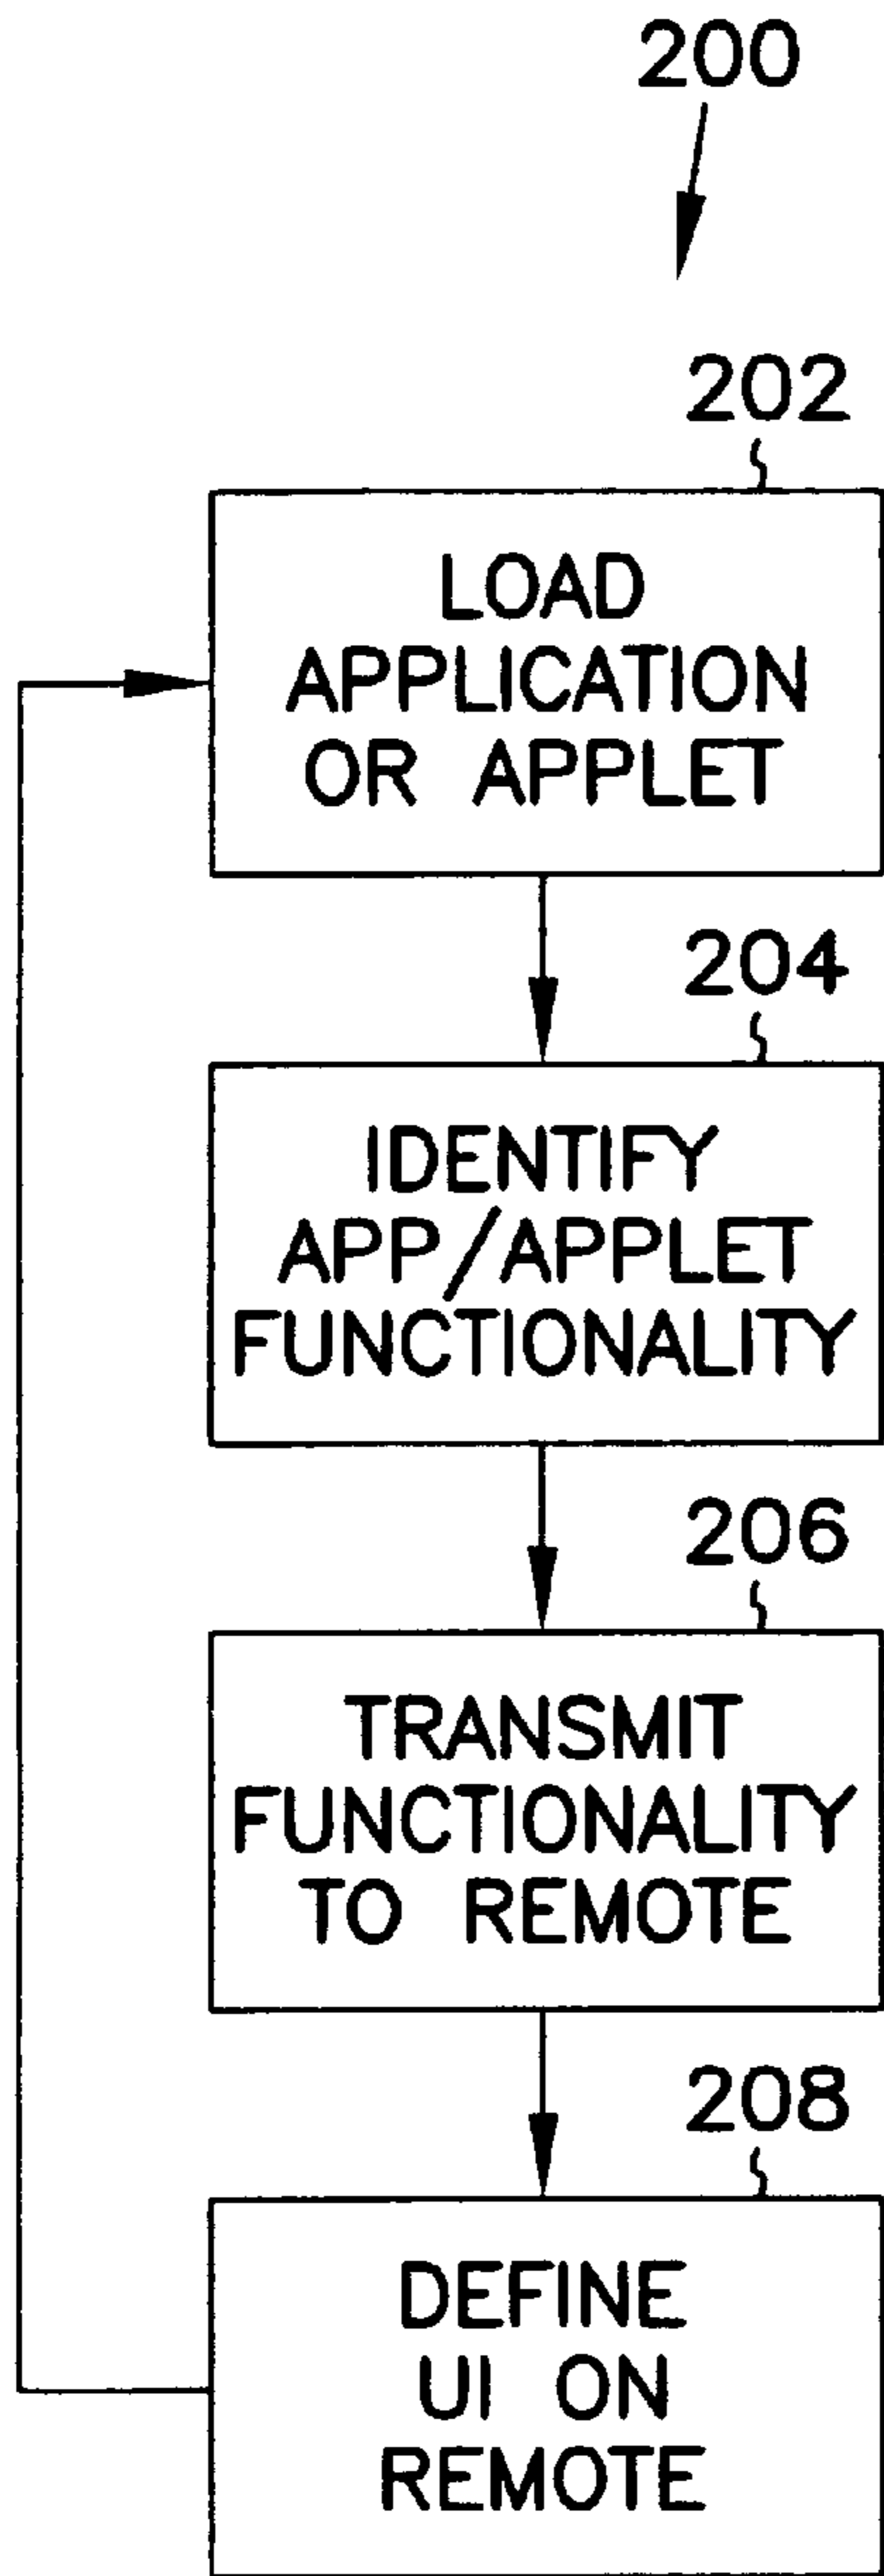 200
202
LOAD
APPLICATION
OR APPLET
204
IDENTIFY
APP/APPLET
FUNCTIONALITY
206
TRANSMIT
FUNCTIONALITY
TO REMOTE
208
DEFINE
UI ON
REMOTE